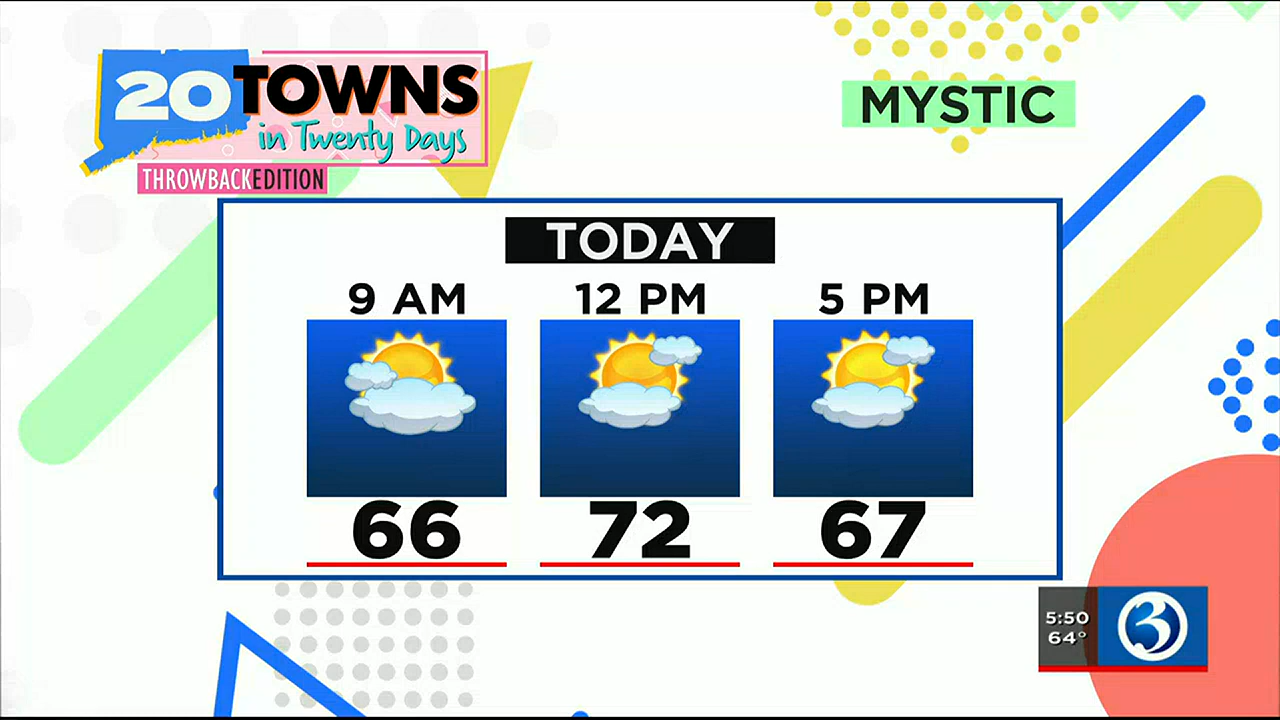 20 TOWNS
in Twenty Days
THROWBACKEDITION
MYSTIC
TODAY
9 AM 12 PM 5 PM
66 72 67
5:50
64°
3